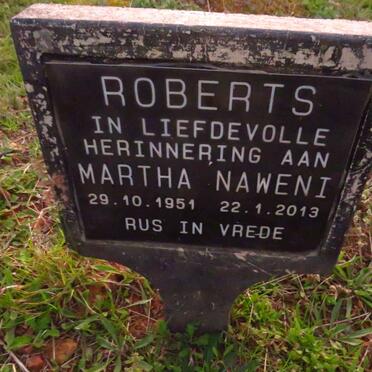 ROBERTS
IN LIEFDEVOLLE
HERINNERING AAN
MARTHA NAWENI
29.10.1951 22.1.2013
RUS IN VREDE